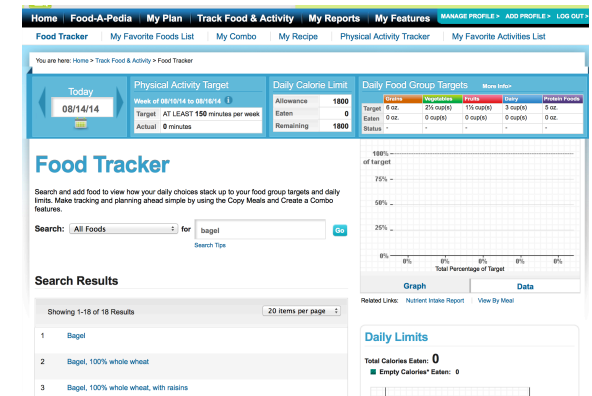 Home Food-A-Pedia My Plan Track Food & Activity My Reports My Features MANAGE PROFILE > ADD PROFILE > LOG OUT >
Food Tracker My Favorite Foods List My Combo My Recipe Physical Activity Tracker My Favorite Activities List
You are here: Home > Track Food & Activity > Food Tracker
Today
08/14/14
Physical Activity Target
Week of 08/10/14 to 08/16/14
Target AT LEAST 150 minutes per week
Actual 0 minutes
Daily Calorie Limit
Allowance 1800
Eaten 0
Remaining 1800
Daily Food Group Targets More Info>
Grains Vegetables Fruits Dairy Protein Foods
Target 6 oz. 2½ cup(s) 1½ cup(s) 3 cup(s) 5 oz.
Eaten 0 oz. 0 cup(s) 0 cup(s) 0 cup(s) 0 oz.
Status - - - - -
Food Tracker
Search and add food to view how your daily choices stack up to your food group targets and daily
limits. Make tracking and planning ahead simple by using the Copy Meals and Create a Combo
features.
Search: All Foods for bagel Go
Search Tips
Search Results
Showing 1-18 of 18 Results 20 items per page
1 Bagel
2 Bagel, 100% whole wheat
3 Bagel, 100% whole wheat, with raisins
100%
of target
75%
50%
25%
0%
0% 0% 0% 0% 0%
Total Percentage of Target
Graph Data
Related Links: Nutrient Intake Report View By Meal
Daily Limits
Total Calories Eaten: 0
Empty Calories* Eaten: 0